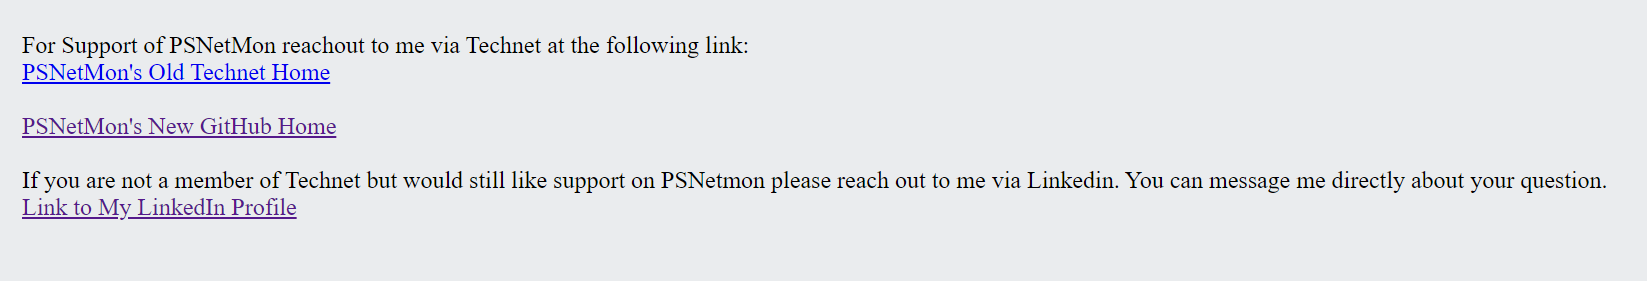 For Support of PSNetMon reachout to me via Technet at the following link:
PSNetMon's Old Technet Home
PSNetMon's New GitHub Home
If you are not a member of Technet but would still like support on PSNetmon please reach out to me via Linkedin. You can message me directly about your question.
Link to My LinkedIn Profile